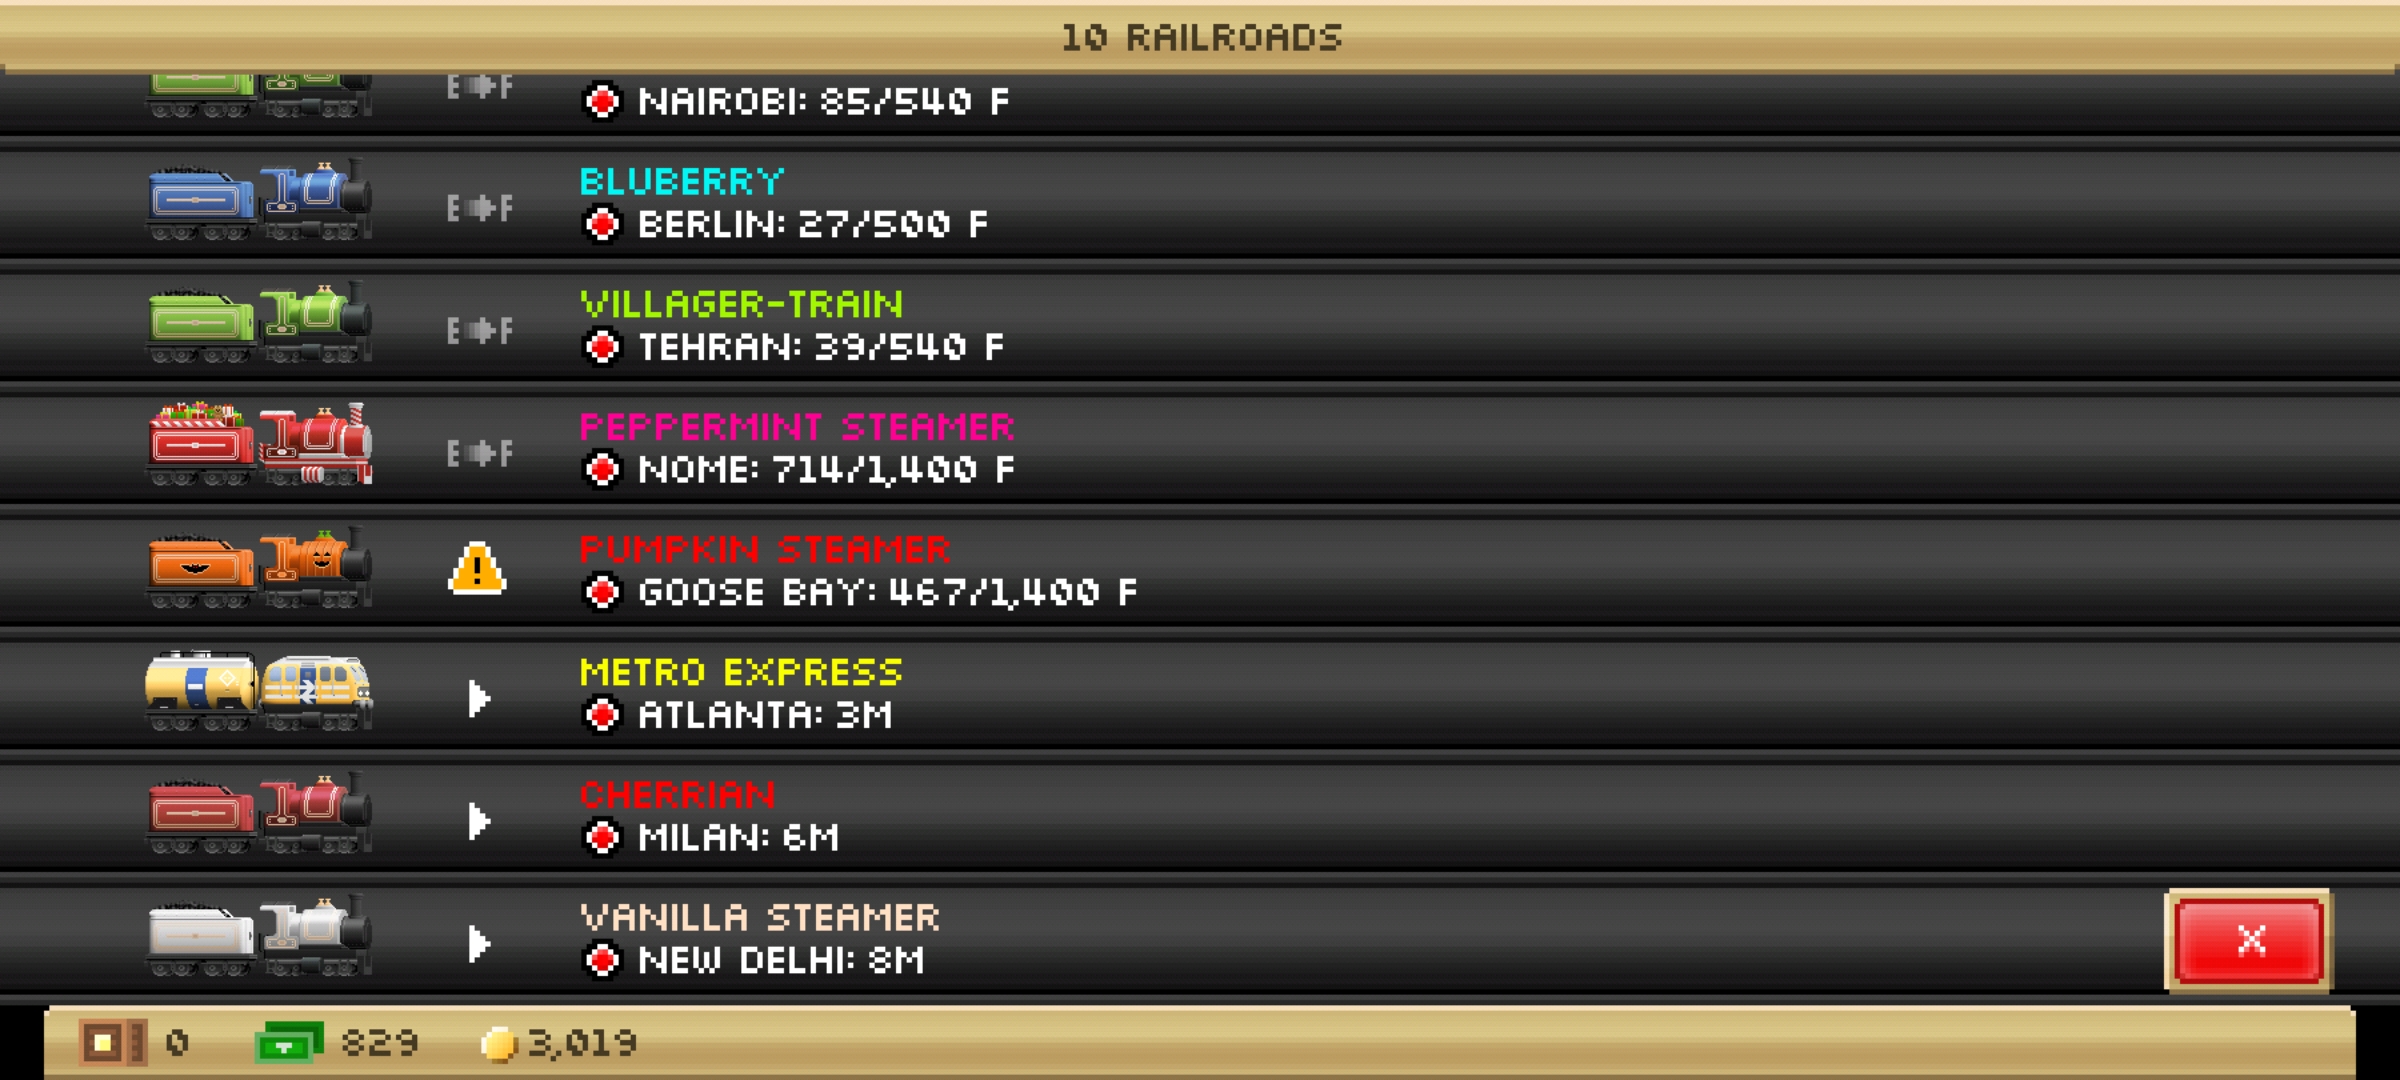 10 RAILROADS
E F
NAIROBI: 85/540 F
BLUBERRY
E F
BERLIN: 27/500 F
VILLAGER-TRAIN
E F
TEHRAN: 39/540 F
PEPPERMINT STEAMER
E F
NOME: 714/1,400 F
PUMPKIN STEAMER
!
GOOSE BAY: 467/1,400 F
METRO EXPRESS
ATLANTA: 3M
CHERRIAN
MILAN: 6M
VANILLA STEAMER
NEW DELHI: 8M
X
0 829 3,019